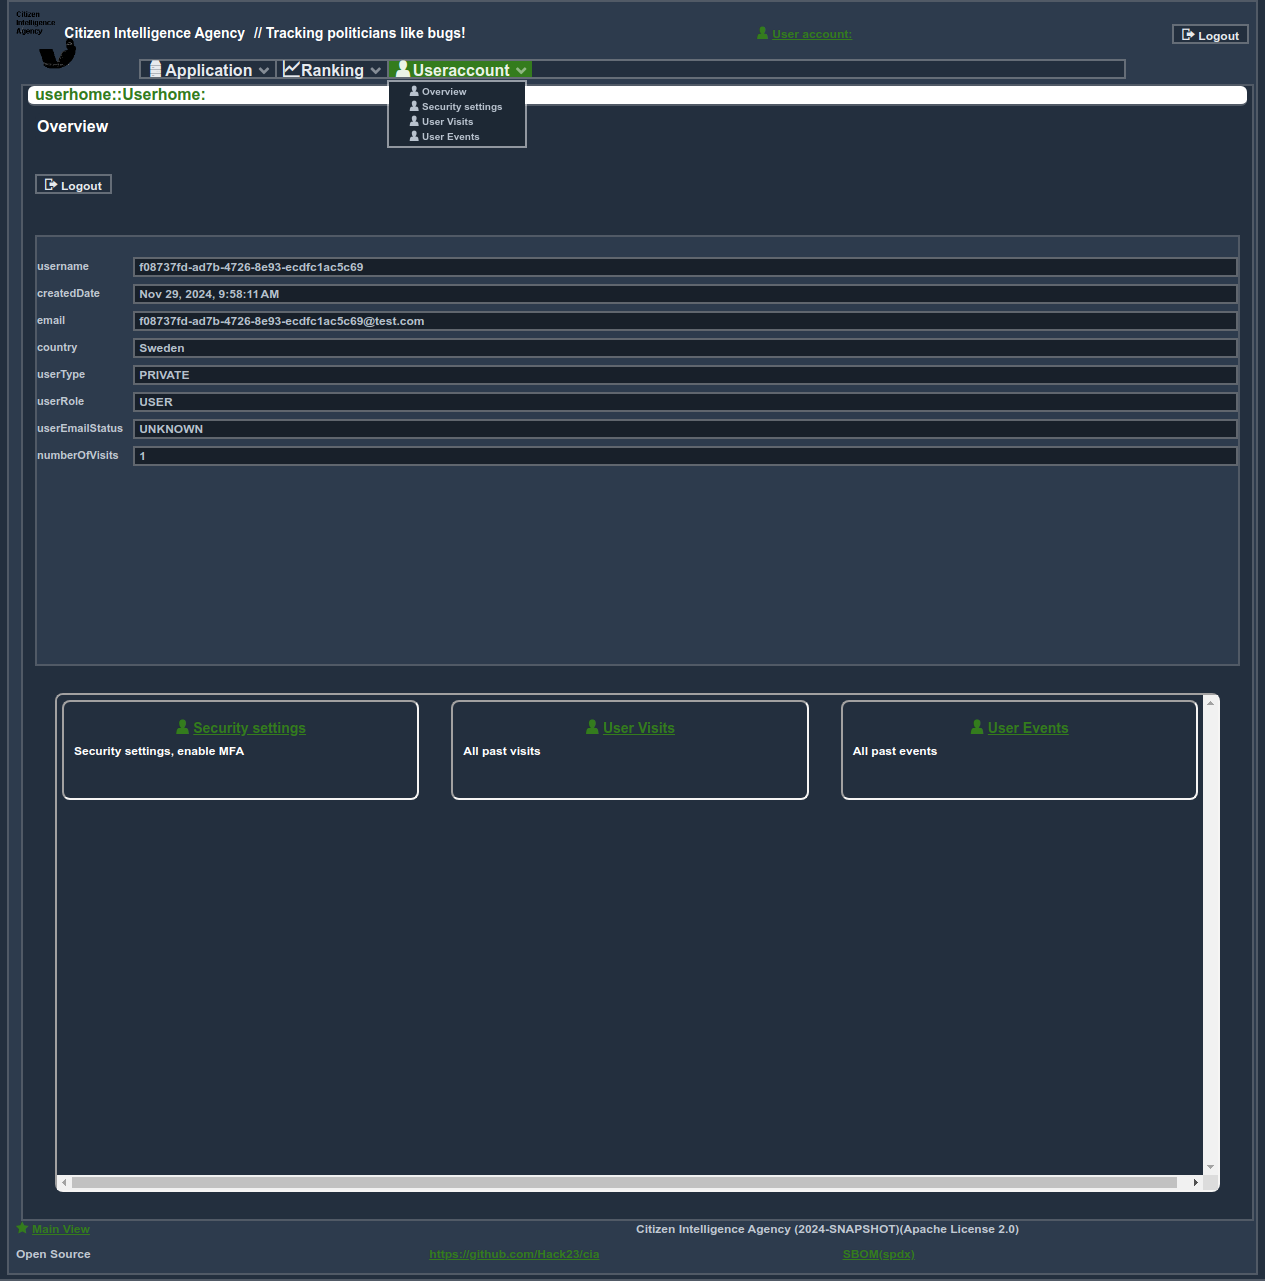 Citizen
Intelligence
Agency
Citizen Intelligence Agency // Tracking politicians like bugs!
User account:
Logout
Application
Ranking
Useraccount
Overview
Security settings
User Visits
User Events
userhome::Userhome:
Overview
Logout
username f08737fd-ad7b-4726-8e93-ecdfc1ac5c69
createdDate Nov 29, 2024, 9:58:11 AM
email f08737fd-ad7b-4726-8e93-ecdfc1ac5c69@test.com
country Sweden
userType PRIVATE
userRole USER
userEmailStatus UNKNOWN
numberOfVisits 1
Security settings
Security settings, enable MFA
User Visits
All past visits
User Events
All past events
Main View
Citizen Intelligence Agency (2024-SNAPSHOT)(Apache License 2.0)
Open Source
https://github.com/Hack23/cia
SBOM(spdx)